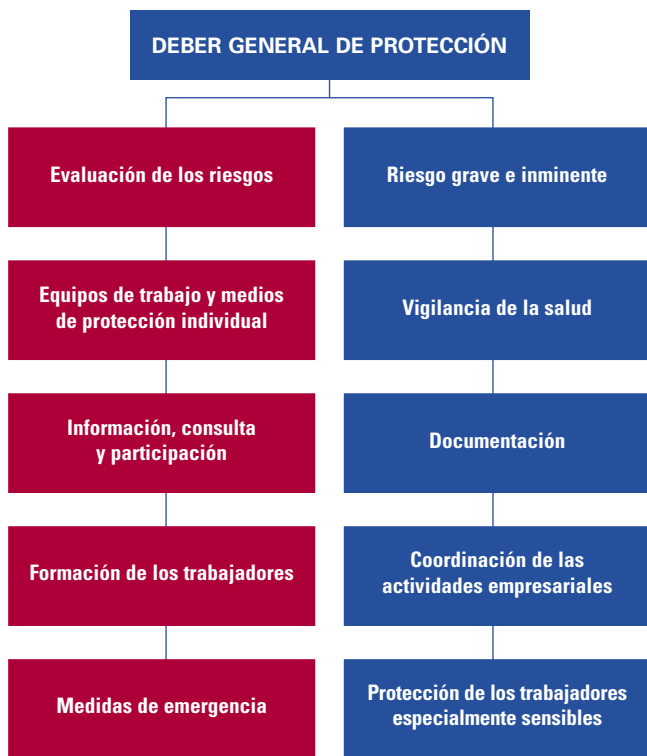 DEBER GENERAL DE PROTECCIÓN
Evaluación de los riesgos
Equipos de trabajo y medios
de protección individual
Información, consulta
y participación
Formación de los trabajadores
Medidas de emergencia
Riesgo grave e inminente
Vigilancia de la salud
Documentación
Coordinación de las
actividades empresariales
Protección de los trabajadores
especialmente sensibles